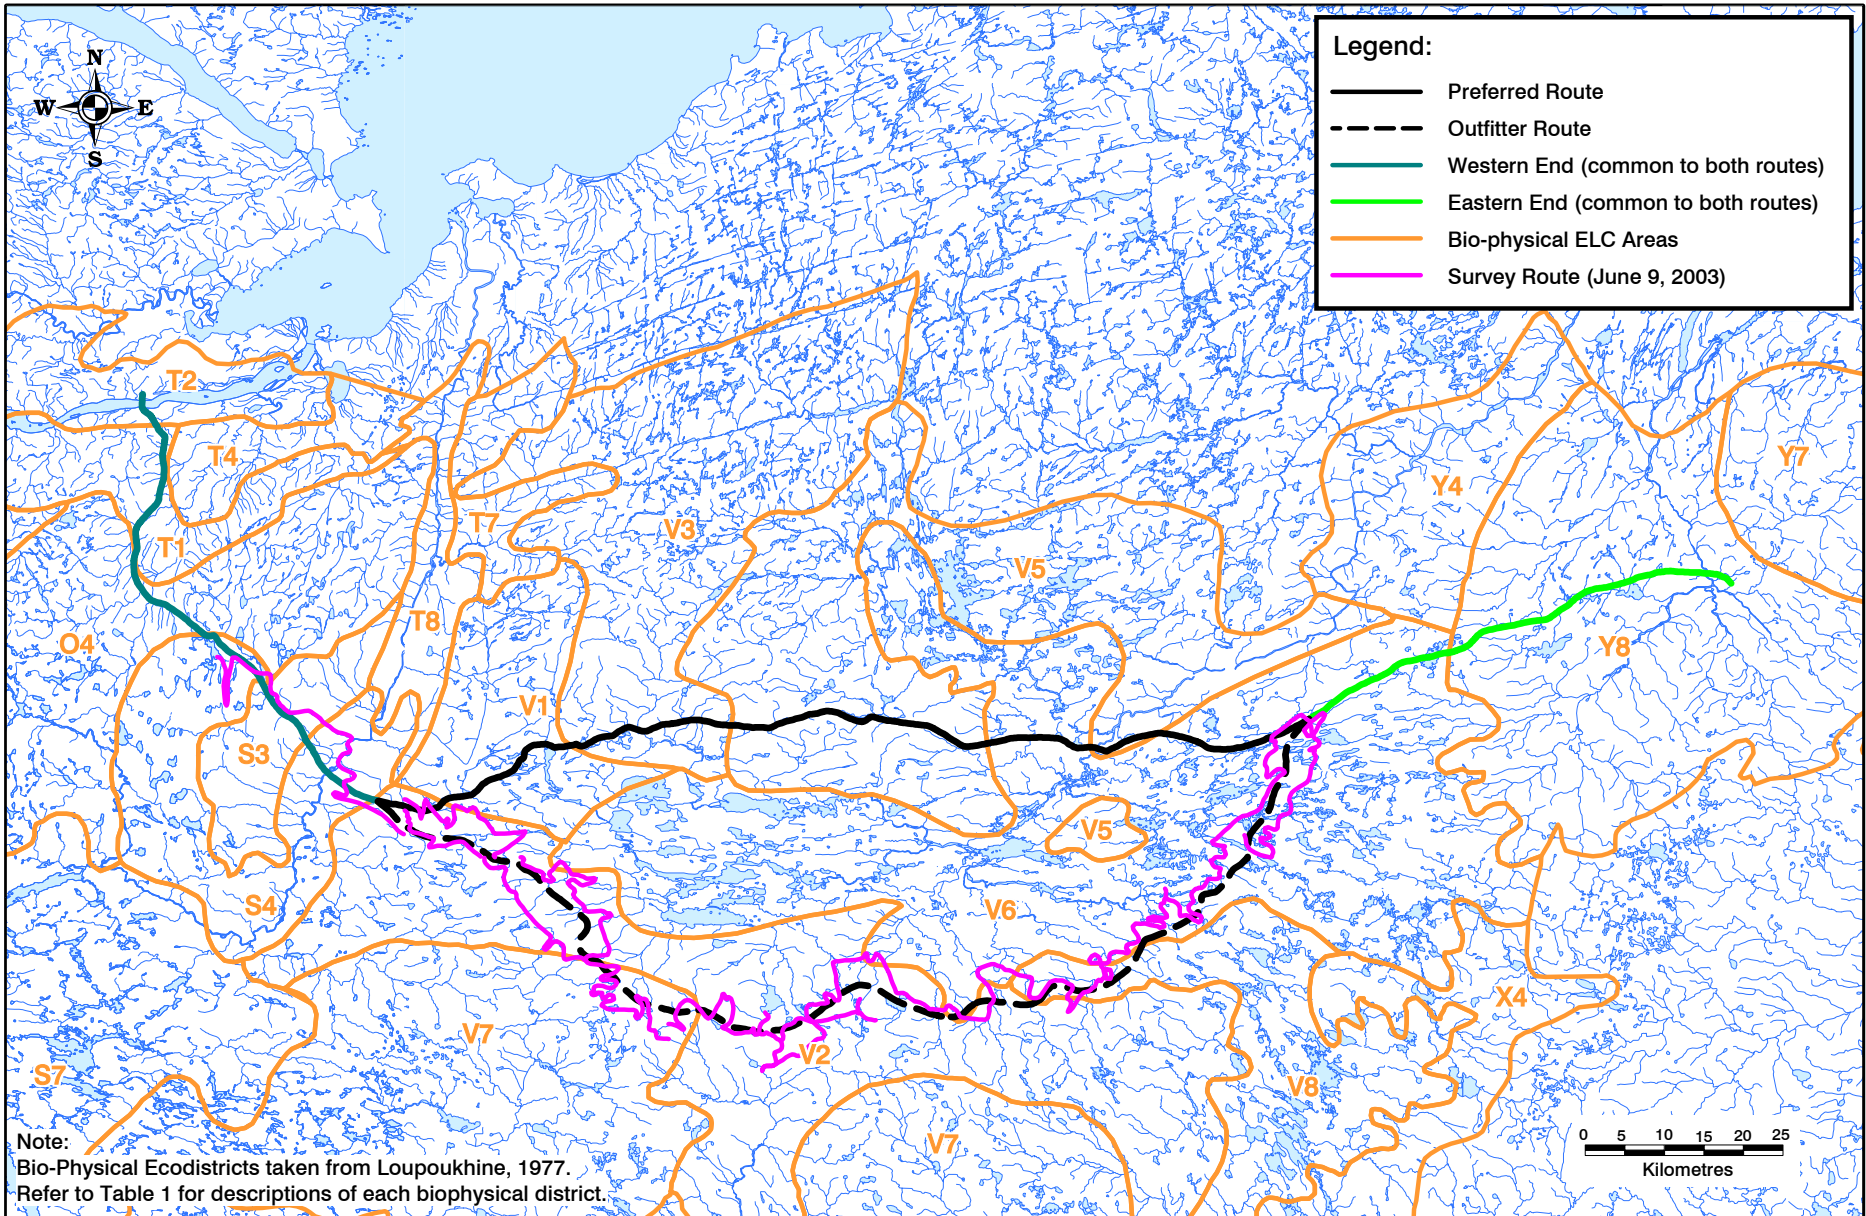 N
W E
S
Legend:
Preferred Route
Outfitter Route
Western End (common to both routes)
Eastern End (common to both routes)
Bio-physical ELC Areas
Survey Route (June 9, 2003)
T2
T4
T1
T7
V3
V5
Y4
Y7
T8
O4
Y8
V1
S3
V5
S4
V6
X4
V7
V2
S7
V8
V7
0 5 10 15 20 25
Kilometres
Note:
Bio-Physical Ecodistricts taken from Loupoukhine, 1977.
Refer to Table 1 for descriptions of each biophysical district.